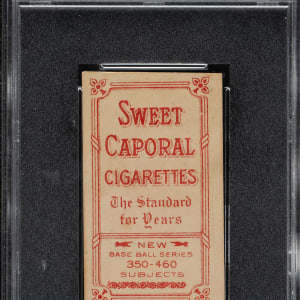 SWEET
CAPORAL
CIGARETTES
The Standard
for Years
NEW
BASE BALL SERIES
350-460
SUBJECTS